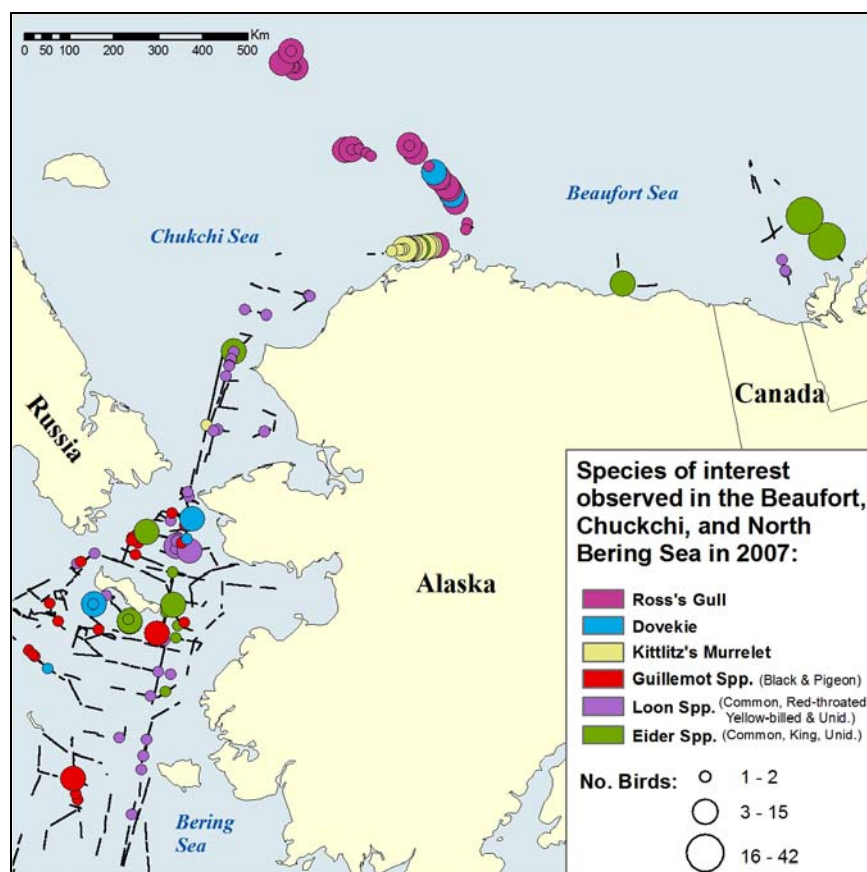 Km
0 50 100 200 300 400 500
Beaufort Sea
Chukchi Sea
Russia
Canada
Alaska
Bering
Sea
Species of interest
observed in the Beaufort,
Chuckchi, and North
Bering Sea in 2007:
Ross's Gull
Dovekie
Kittlitz's Murrelet
Guillemot Spp. (Black & Pigeon)
Loon Spp. (Common, Red-throated
Yellow-billed & Unid.)
Eider Spp. (Common, King, Unid.)
No. Birds:
1 - 2
3 - 15
16 - 42